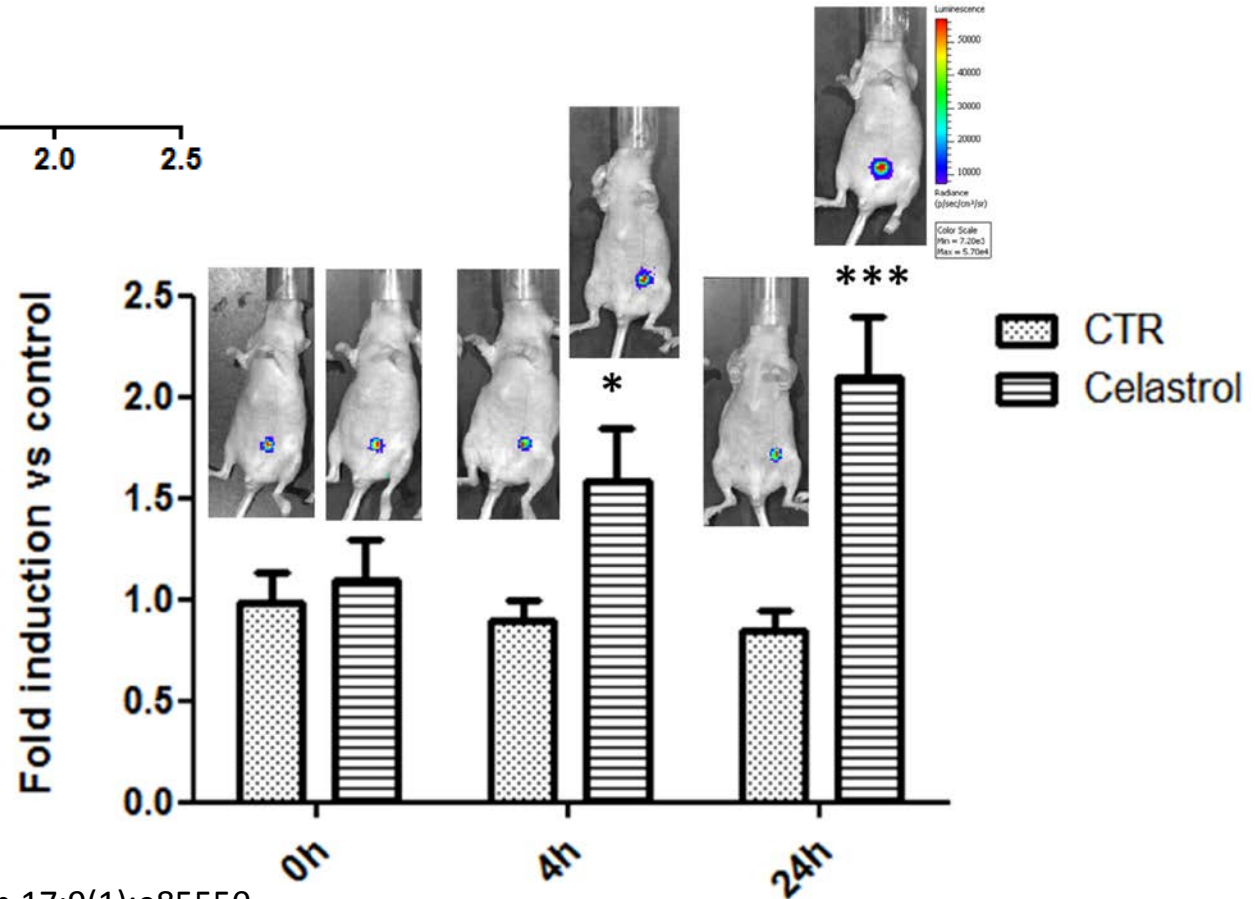 Luminescence
50000
40000
30000
20000
10000
Radiance
(p/sec/cm²/sr)
Color Scale
Min = 7.20e3
Max = 5.70e4
2.0 2.5
***
*
CTR
Celastrol
Fold induction vs control
2.5
2.0
1.5
1.0
0.5
0.0
0h 4h 24h